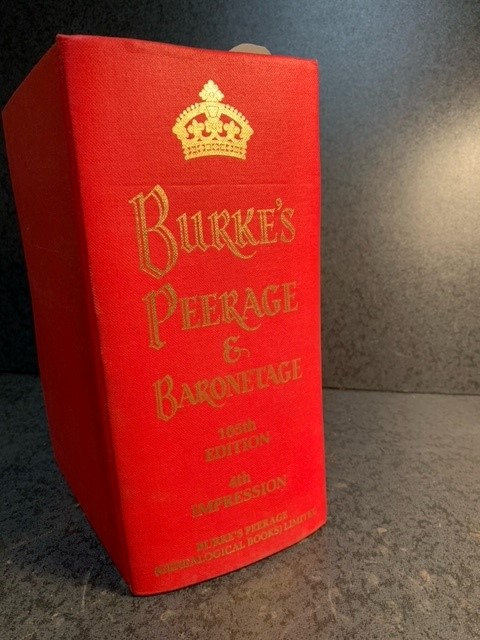 BURKE'S
PEERAGE
&
BARONETAGE
105th
EDITION
4th
IMPRESSION
BURKE'S PEERAGE
(GENEALOGICAL BOOKS) LIMITED